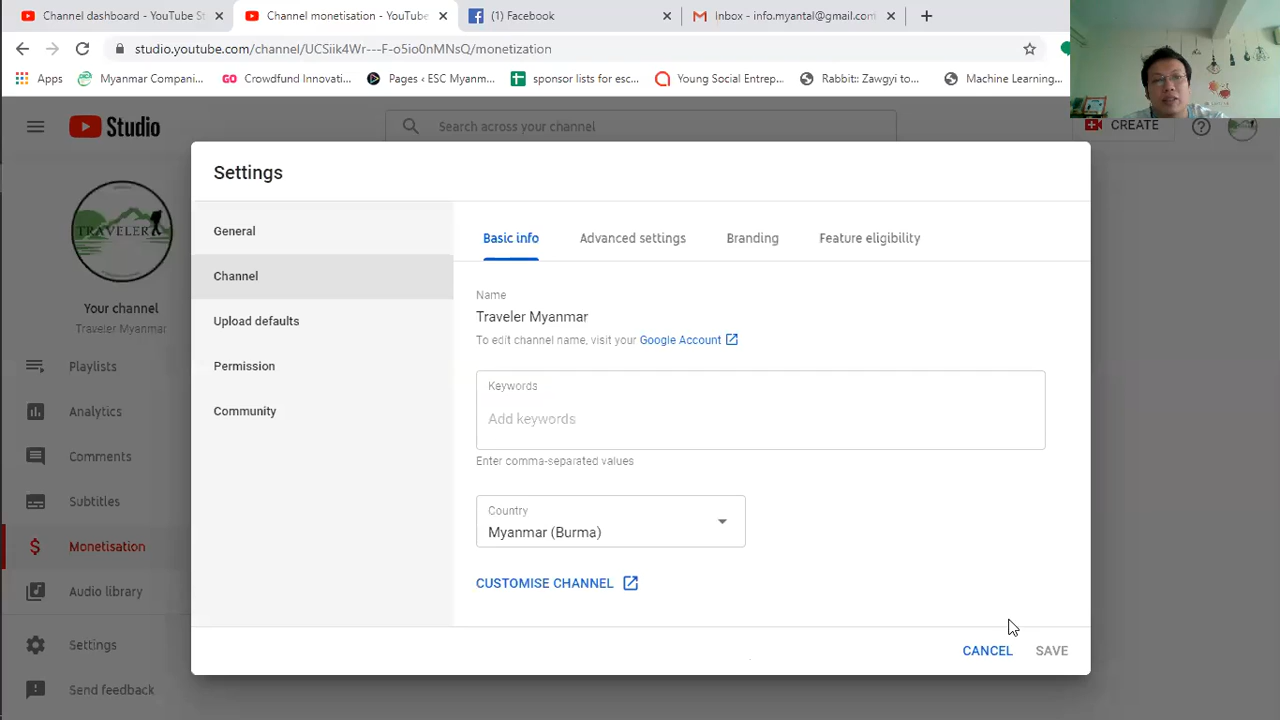 Channel dashboard - YouTube St
Channel monetisation - YouTube
(1) Facebook
Inbox - info.myantal@gmail.com
studio.youtube.com/channel/UCSiik4Wr---F-o5io0nMNsQ/monetization
Apps
Myanmar Compani...
Crowdfund Innovati...
Pages ‹ ESC Myanm...
sponsor lists for esc...
Young Social Entrep...
Rabbit:: Zawgyi to...
Machine Learning...
Studio
Search across your channel
CREATE
TRAVELER
Your channel
Traveler Myanmar
Playlists
Analytics
Comments
Subtitles
Monetisation
Audio library
Settings
Send feedback
Settings
General
Channel
Upload defaults
Permission
Community
Basic info
Advanced settings
Branding
Feature eligibility
Name
Traveler Myanmar
To edit channel name, visit your Google Account
Keywords
Add keywords
Enter comma-separated values
Country
Myanmar (Burma)
CUSTOMISE CHANNEL
CANCEL
SAVE